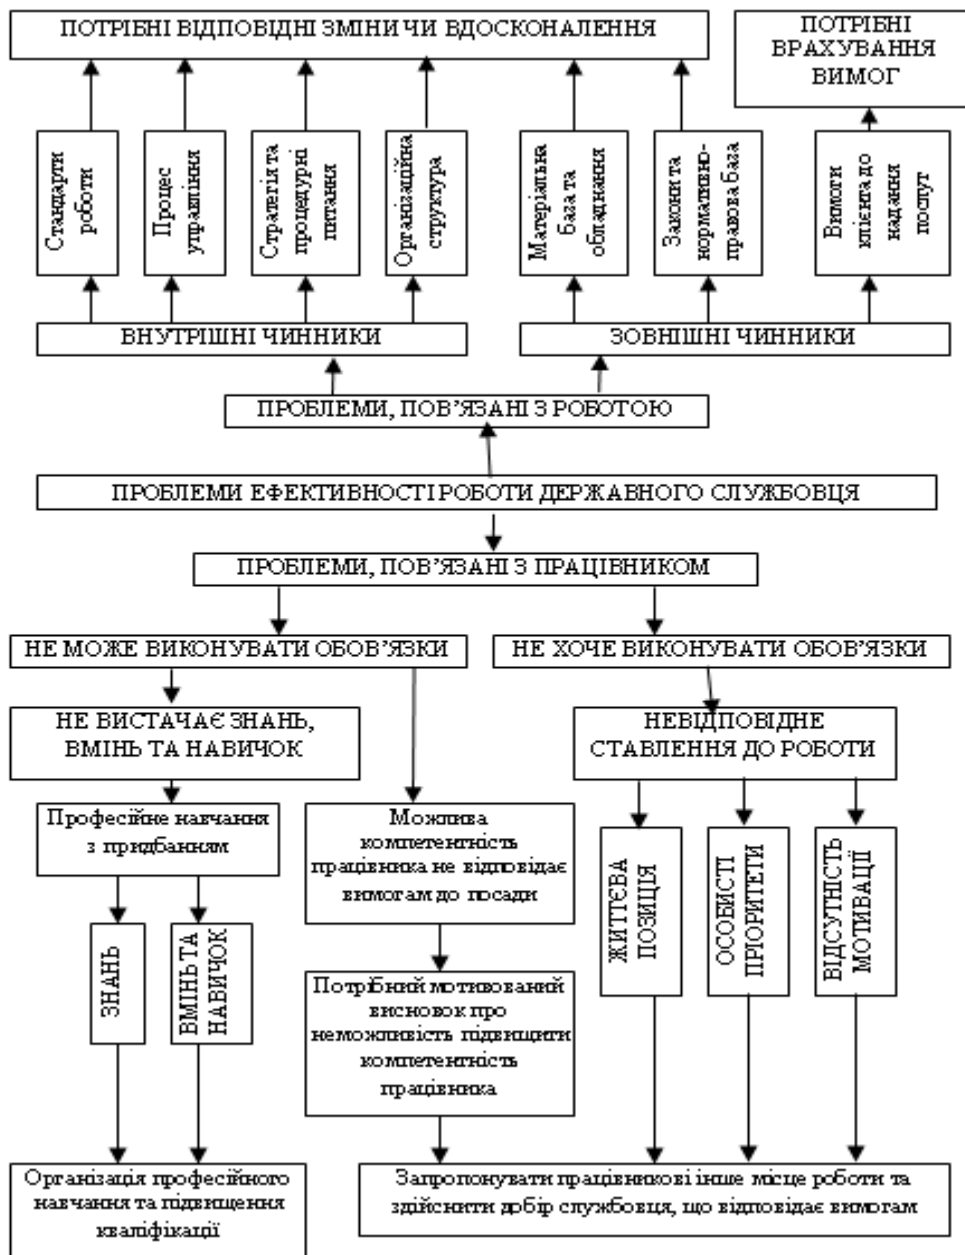 ПОТРІБНІ ВІДПОВІДНІ ЗМІНИ ЧИ ВДОСКОНАЛЕННЯ
ПОТРІБНІ
ВРАХУВАННЯ
ВИМОГ
Стандарти
роботи
Процес
управління
Стратегія та
процедурні
питання
Організаційна
структура
Матеріальна
база та
обладнання
Закони та
нормативно-
правова база
Вимоги
клієнта до
надання
послуг
ВНУТРІШНІ ЧИННИКИ
ЗОВНІШНІ ЧИННИКИ
ПРОБЛЕМИ, ПОВ’ЯЗАНІ З РОБОТОЮ
ПРОБЛЕМИ ЕФЕКТИВНОСТІ РОБОТИ ДЕРЖАВНОГО СЛУЖБОВЦЯ
ПРОБЛЕМИ, ПОВ’ЯЗАНІ З ПРАЦІВНИКОМ
НЕ МОЖЕ ВИКОНУВАТИ ОБОВ’ЯЗКИ
НЕ ХОЧЕ ВИКОНУВАТИ ОБОВ’ЯЗКИ
НЕ ВИСТАЧАЄ ЗНАНЬ,
ВМІНЬ ТА НАВИЧОК
НЕВІДПОВІДНЕ
СТАВЛЕННЯ ДО РОБОТИ
Професійне навчання
з придбанням
Можлива
компетентність
працівника не відповідає
вимогам до посади
ЖИТТЄВА
ПОЗИЦІЯ
ОСОБИСТІ
ПРІОРИТЕТИ
ВІДСУТНІСТЬ
МОТИВАЦІЇ
ЗНАНЬ
ВМІНЬ ТА
НАВИЧОК
Потрібний мотивований
висновок про
неможливість підвищити
компетентність
працівника
Організація професійного
навчання та підвищення
кваліфікації
Запропонувати працівникові інше місце роботи та
здійснити добір службовця, що відповідає вимогам